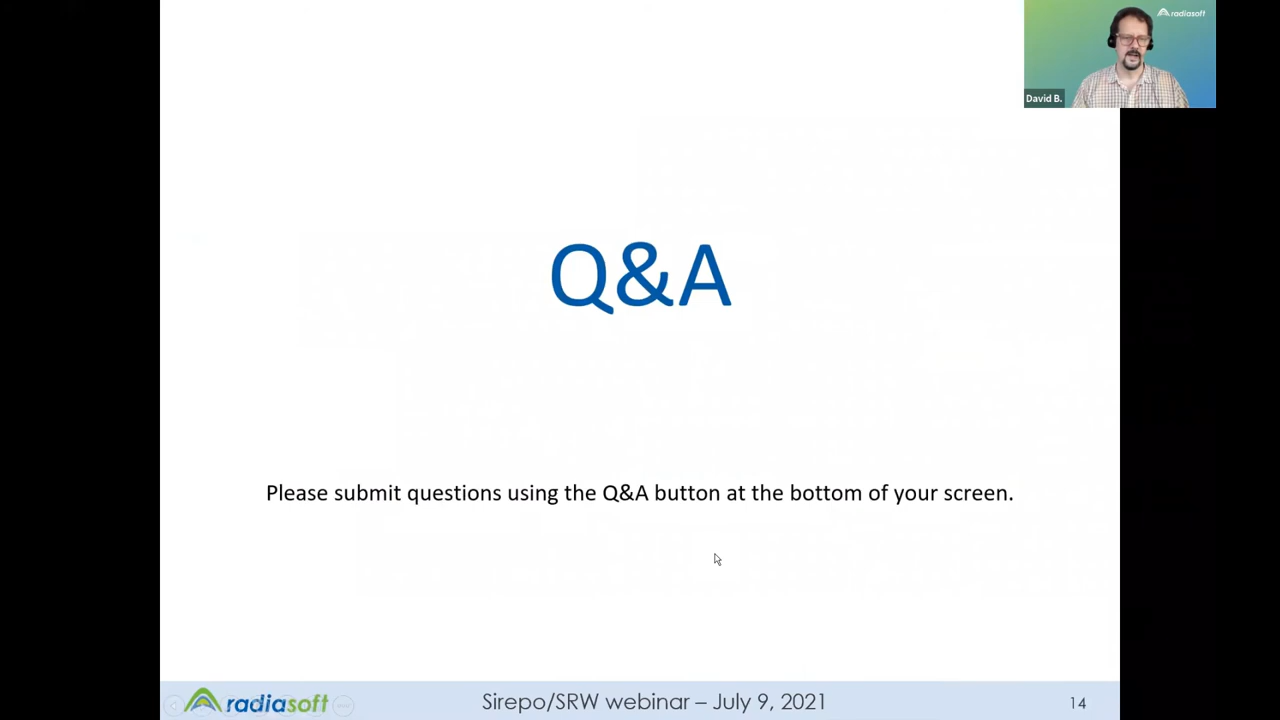 radiasoft
David B.
Q&A
Please submit questions using the Q&A button at the bottom of your screen.
radiasoft
Sirepo/SRW webinar – July 9, 2021
14